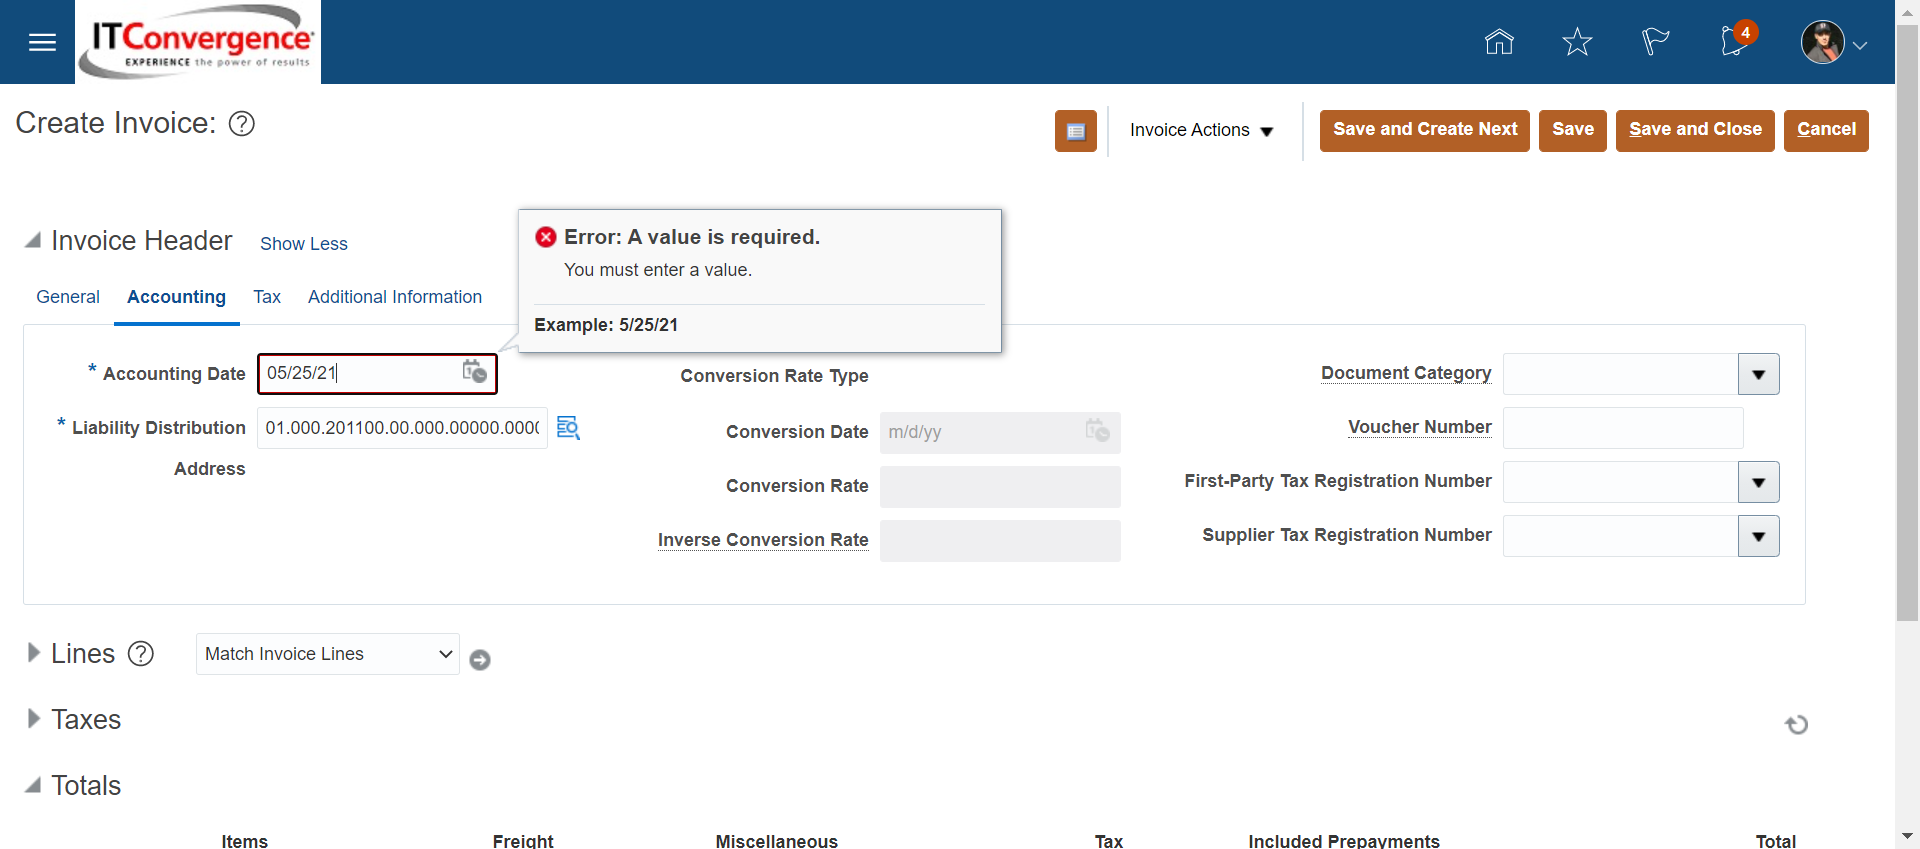 ITConvergence
EXPERIENCE the power of results
4
Create Invoice: ?
Invoice Actions
Save and Create Next
Save
Save and Close
Cancel
Invoice Header
Show Less
Error: A value is required.
You must enter a value.
Example: 5/25/21
General
Accounting
Tax
Additional Information
* Accounting Date 05/25/21
* Liability Distribution 01.000.201100.00.000.00000.000(
Address
Conversion Rate Type
Conversion Date m/d/yy
Conversion Rate
Inverse Conversion Rate
Document Category
Voucher Number
First-Party Tax Registration Number
Supplier Tax Registration Number
Lines ? Match Invoice Lines
Taxes
Totals
Items Freight Miscellaneous Tax Included Prepayments Total